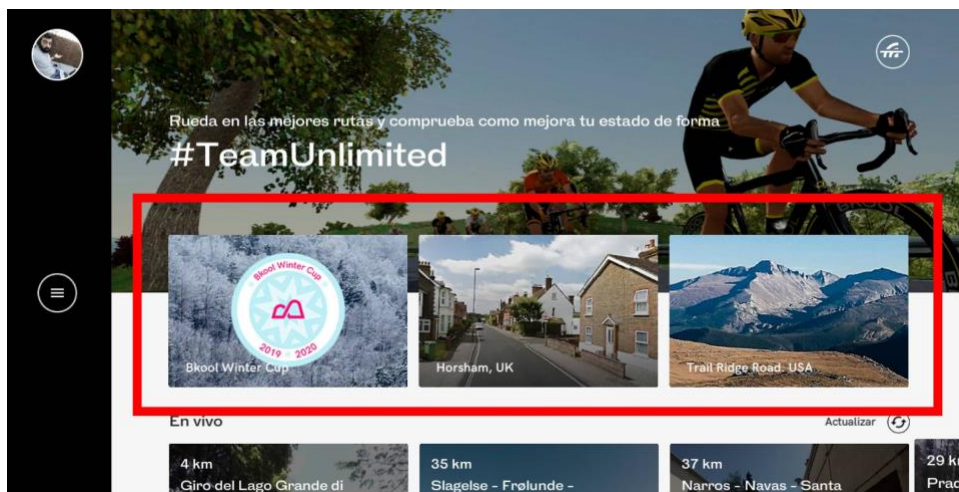 Rueda en las mejores rutas y comprueba como mejora tu estado de forma
#TeamUnlimited
Bkool Winter Cup
2019 * 2020
Bkool Winter Cup
Horsham, UK
Trail Ridge Road. USA
En vivo
Actualizar
4 km
Giro del Lago Grande di
35 km
Slagelse - Frølunde -
37 km
Narros - Navas - Santa
29 k
Prac